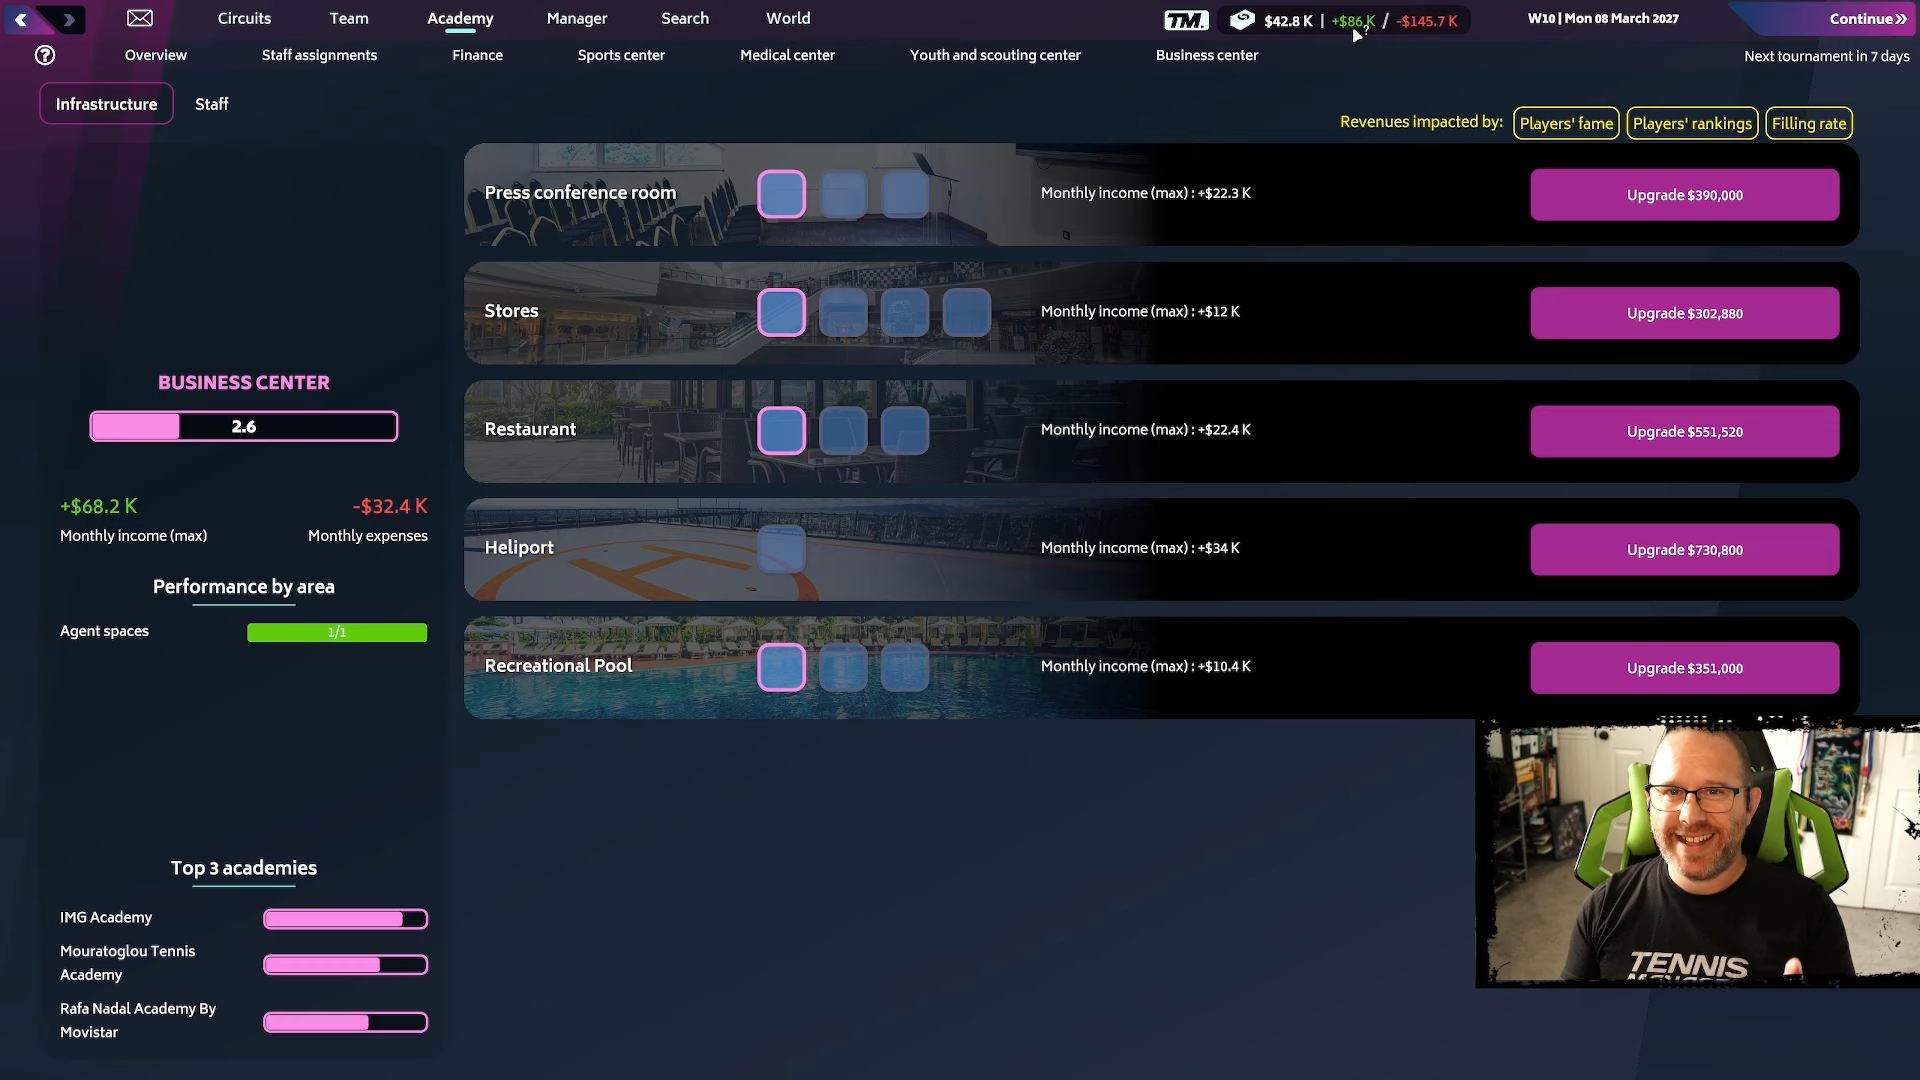 Circuits Team Academy Manager Search World
TM. $42.8 K | +$86 K / -$145.7 K
W10 | Mon 08 March 2027
Continue
Overview Staff assignments Finance Sports center Medical center Youth and scouting center Business center
Next tournament in 7 days
Infrastructure Staff
Revenues impacted by: Players' fame Players' rankings Filling rate
Press conference room Monthly income (max) : +$22.3 K Upgrade $390,000
Stores Monthly income (max) : +$12 K Upgrade $302,880
BUSINESS CENTER
2.6
Restaurant Monthly income (max) : +$22.4 K Upgrade $551,520
+$68.2 K -$32.4 K
Monthly income (max) Monthly expenses
Heliport Monthly income (max) : +$34 K Upgrade $730,800
Performance by area
Agent spaces 1/1
Recreational Pool Monthly income (max) : +$10.4 K Upgrade $351,000
Top 3 academies
IMG Academy
Mouratoglou Tennis
Academy
Rafa Nadal Academy By
Movistar
TENNIS